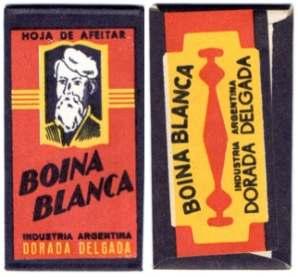 HOJA DE AFEITAR
BOINA
BLANCA
INDUSTRIA ARGENTINA
DORADA DELGADA
BOINA BLANCA
INDUSTRIA ARGENTINA
DORADA DELGADA